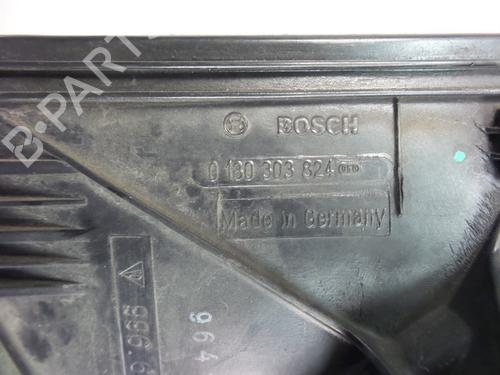 B-PARTS
BOSCH
0 130 303 824
Made in Germany
964